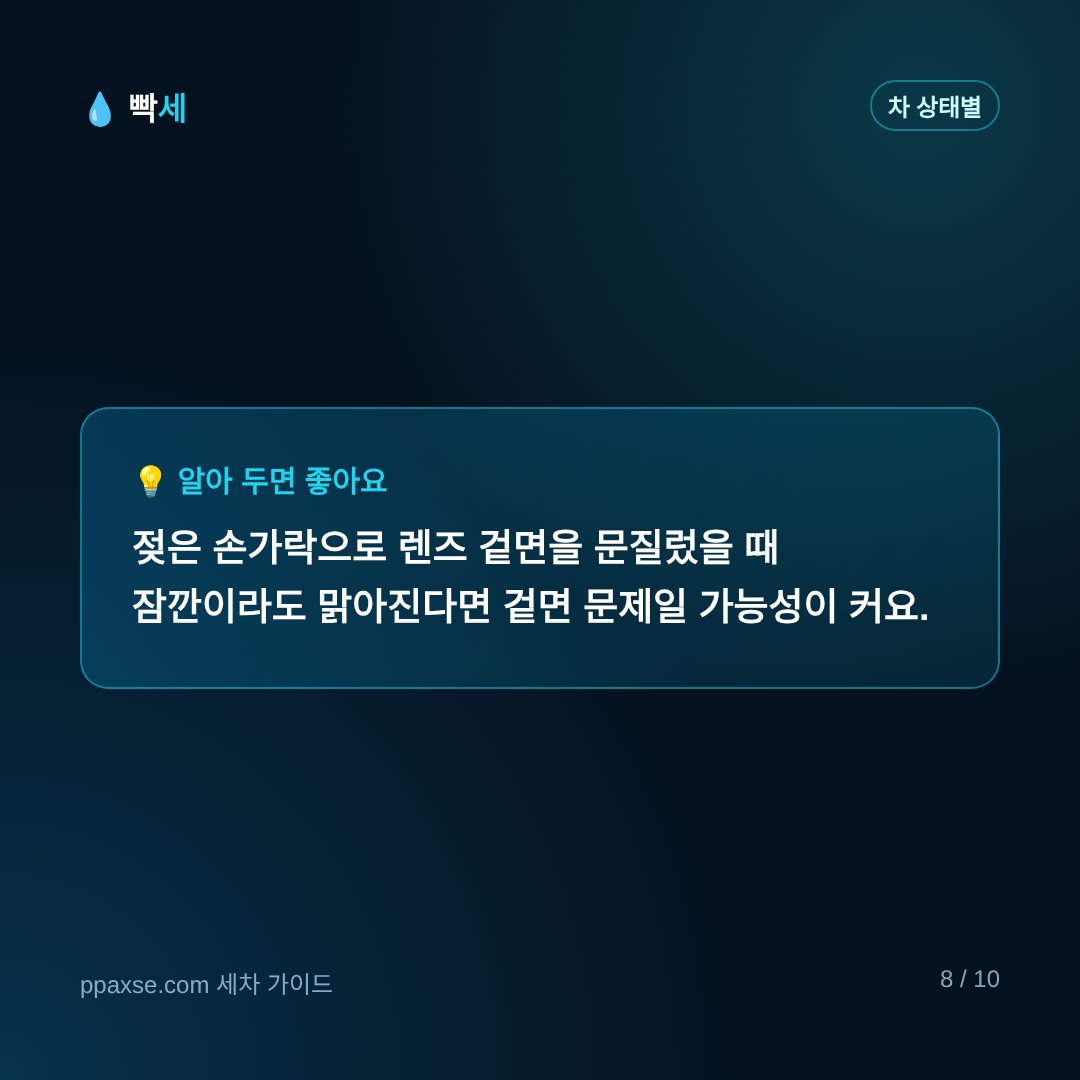 빡세
차 상태별
알아 두면 좋아요
젖은 손가락으로 렌즈 겉면을 문질렀을 때
잠깐이라도 맑아진다면 겉면 문제일 가능성이 커요.
ppaxse.com 세차 가이드
8 / 10